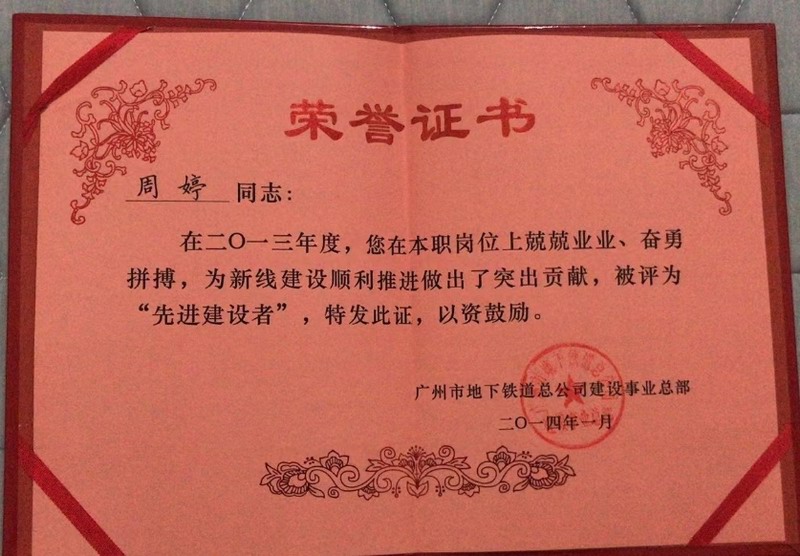 荣誉证书
周婷 同志：
在二〇一三年度，您在本职岗位上兢兢业业、奋勇
拼搏，为新线建设顺利推进做出了突出贡献，被评为
“先进建设者”，特发此证，以资鼓励。
广州市地下铁道总公司建设事业总部
二〇一四年一月